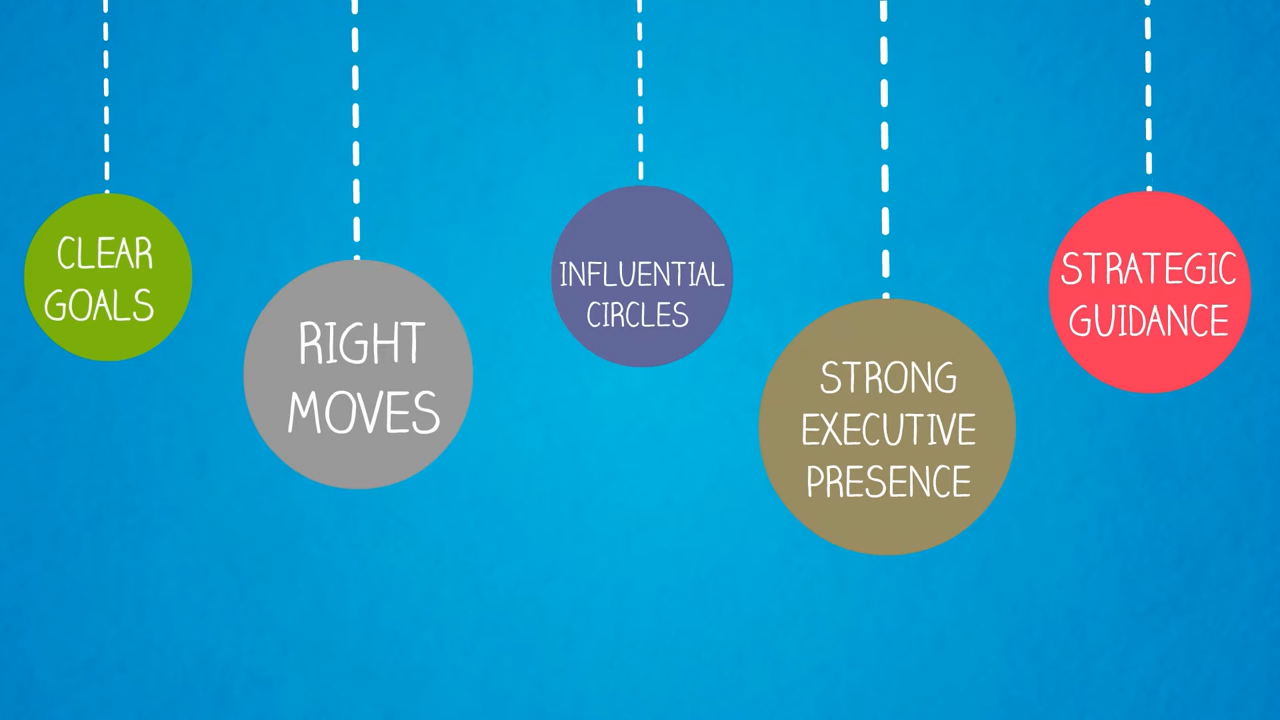 CLEAR
GOALS
RIGHT
MOVES
INFLUENTIAL
CIRCLES
STRONG
EXECUTIVE
PRESENCE
STRATEGIC
GUIDANCE